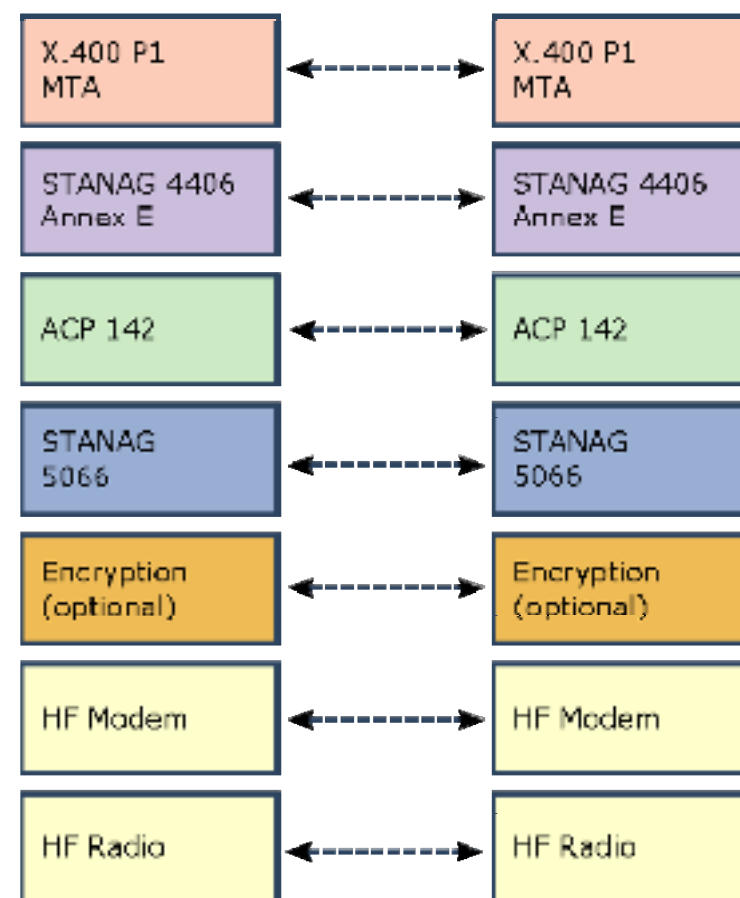 X.400 P1
MTA
X.400 P1
MTA
STANAG 4406
Annex E
STANAG 4406
Annex E
ACP 142
ACP 142
STANAG
5066
STANAG
5066
Encryption
(optional)
Encryption
(optional)
HF Modem
HF Modem
HF Radio
HF Radio